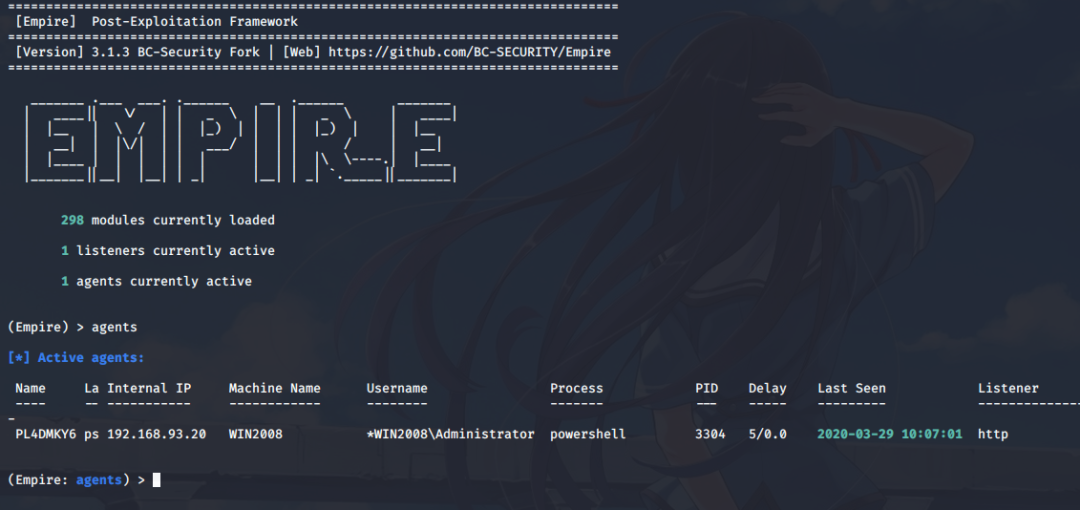 ================================================================================
[Empire]  Post-Exploitation Framework
================================================================================
[Version] 3.1.3 BC-Security Fork | [Web] https://github.com/BC-SECURITY/Empire
================================================================================
EMPIRE
298 modules currently loaded
1 listeners currently active
1 agents currently active
(Empire) > agents
[*] Active agents:
Name     La Internal IP     Machine Name      Username                Process            PID    Delay    Last Seen            Listener
----     -- -----------     ------------      --------                -------            ---    -----    ---------            ----------------
PL4DMKY6 ps 192.168.93.20   WIN2008           *WIN2008\Administrator  powershell         3304   5/0.0    2020-03-29 10:07:01  http
(Empire: agents) >